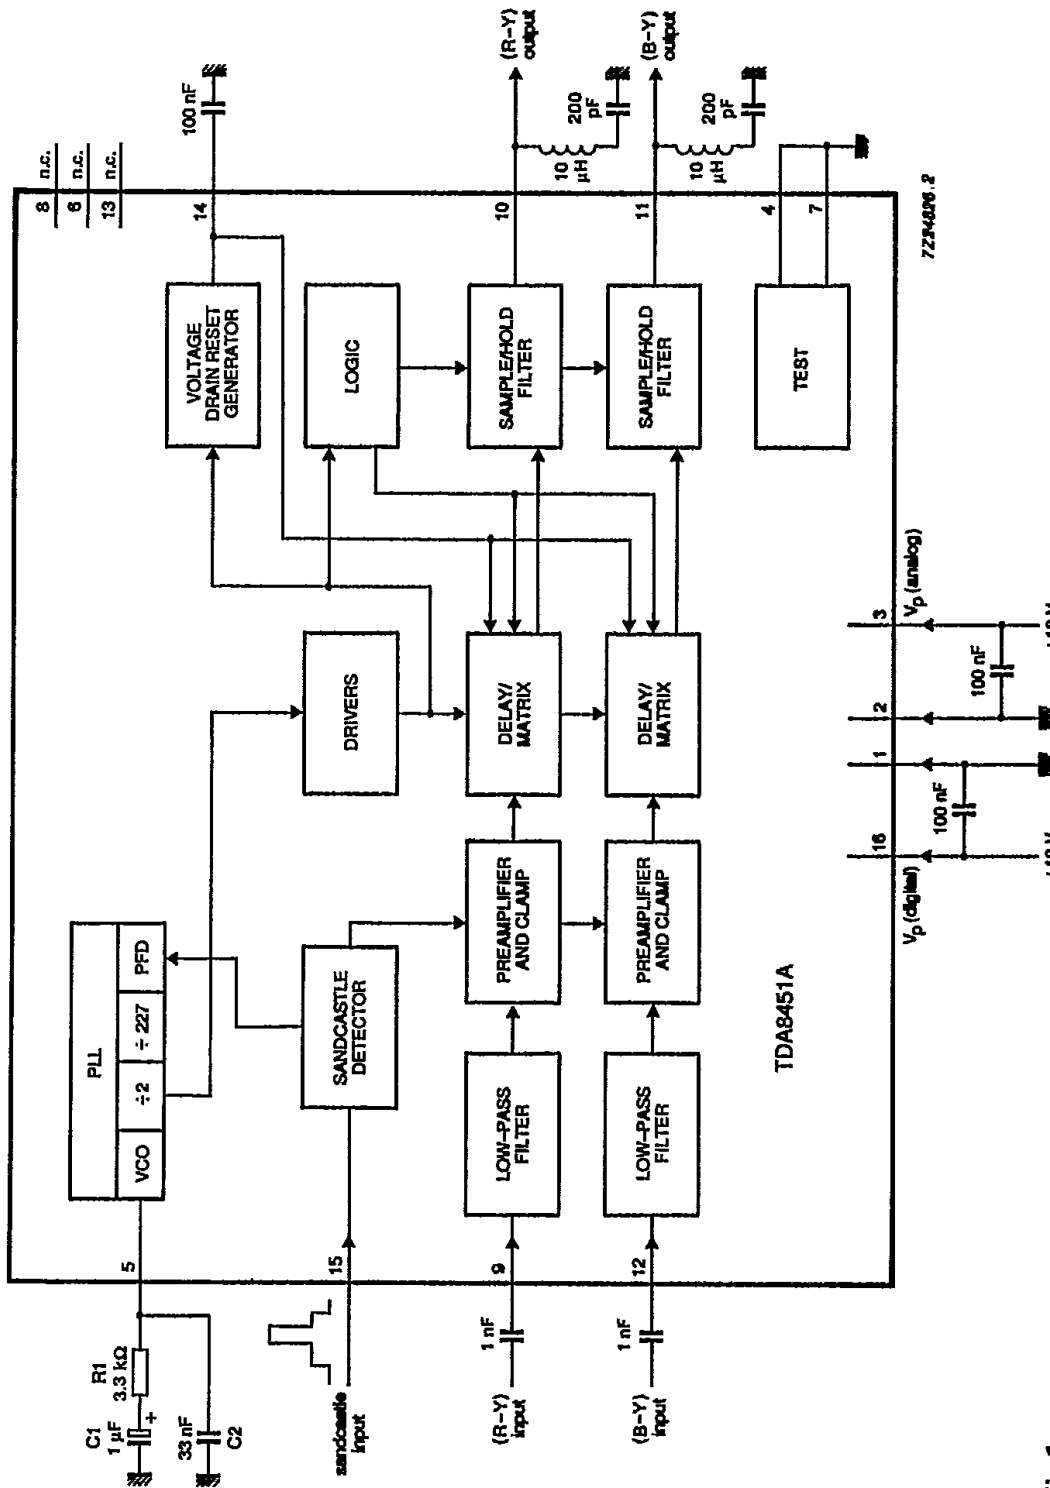 C1
1 µF
+
R1
3.3 kΩ
33 nF
C2
5
PLL
VCO
÷2
÷ 227
PFD
8 n.c.
6 n.c.
13 n.c.
14
100 nF
VOLTAGE
DRAIN RESET
GENERATOR
sandcastle
input
15
SANDCASTLE
DETECTOR
DRIVERS
LOGIC
(R–Y)
input
1 nF
9
LOW–PASS
FILTER
PREAMPLIFIER
AND CLAMP
DELAY/
MATRIX
SAMPLE/HOLD
FILTER
10
(R–Y)
output
10
µH
200
pF
(B–Y)
input
1 nF
12
LOW–PASS
FILTER
PREAMPLIFIER
AND CLAMP
DELAY/
MATRIX
SAMPLE/HOLD
FILTER
11
(B–Y)
output
10
µH
200
pF
TDA8451A
TEST
4
7
16
1
2
3
Vp (digital)
Vp (analog)
100 nF
100 nF
7Z24826.2